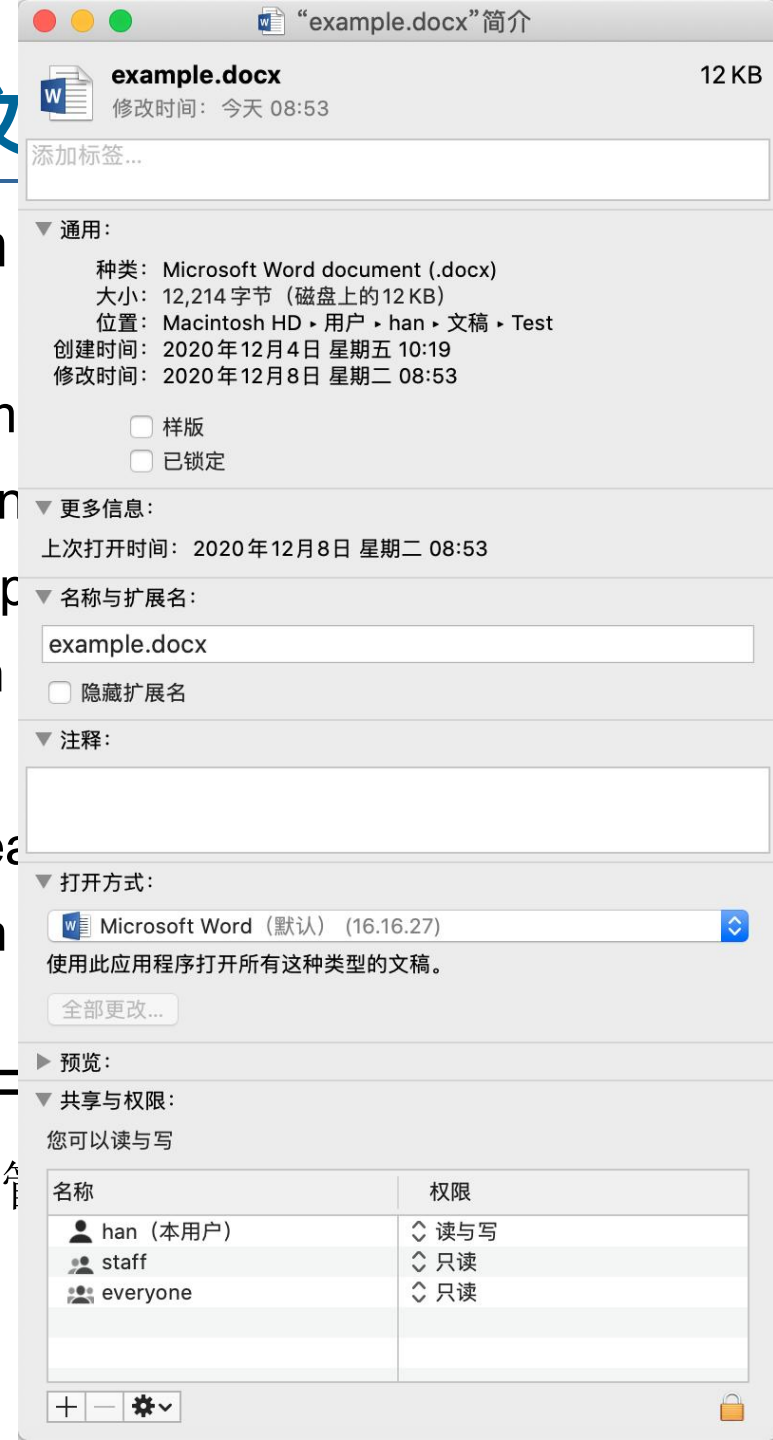 “example.docx”简介
example.docx 12 KB
修改时间：今天 08:53
添加标签...
通用：
种类：Microsoft Word document (.docx)
大小：12,214 字节（磁盘上的12 KB）
位置：Macintosh HD ▸ 用户 ▸ han ▸ 文稿 ▸ Test
创建时间：2020年12月4日 星期五 10:19
修改时间：2020年12月8日 星期二 08:53
样版
已锁定
更多信息：
上次打开时间：2020年12月8日 星期二 08:53
名称与扩展名：
example.docx
隐藏扩展名
注释：
打开方式：
Microsoft Word（默认） (16.16.27)
使用此应用程序打开所有这种类型的文稿。
全部更改...
预览：
共享与权限：
您可以读与写
名称 权限
han（本用户） 读与写
staff 只读
everyone 只读